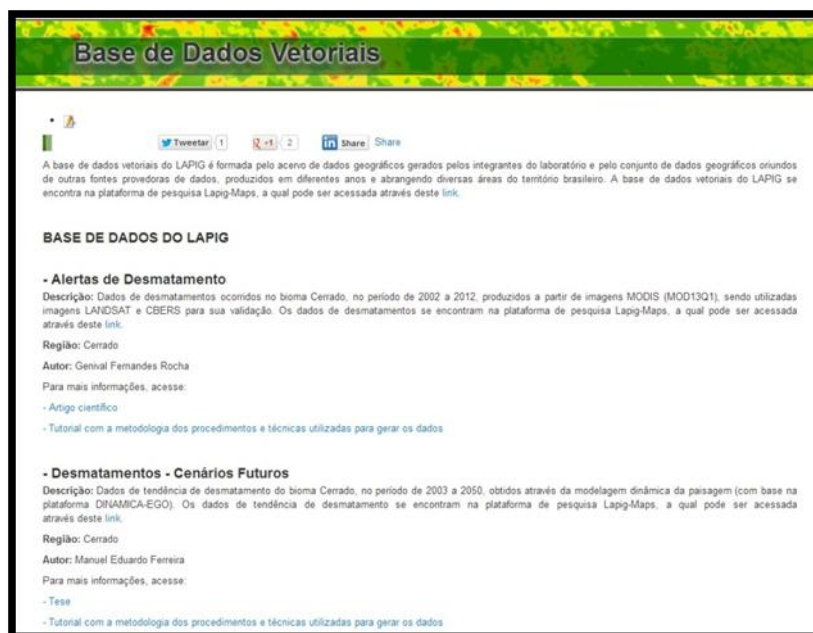 Base de Dados Vetoriais
Tweetar 1 +1 2 in Share Share
A base de dados vetoriais do LAPIG é formada pelo acervo de dados geográficos gerados pelos integrantes do laboratório e pelo conjunto de dados geográficos oriundos
de outras fontes provedoras de dados, produzidos em diferentes anos e abrangendo diversas áreas do território brasileiro. A base de dados vetoriais do LAPIG se
encontra na plataforma de pesquisa Lapig-Maps, a qual pode ser acessada através deste link.
BASE DE DADOS DO LAPIG
- Alertas de Desmatamento
Descrição: Dados de desmatamentos ocorridos no bioma Cerrado, no período de 2002 a 2012, produzidos a partir de imagens MODIS (MOD13Q1), sendo utilizadas
imagens LANDSAT e CBERS para sua validação. Os dados de desmatamentos se encontram na plataforma de pesquisa Lapig-Maps, a qual pode ser acessada
através deste link.
Região: Cerrado
Autor: Genival Fernandes Rocha
Para mais informações, acesse:
- Artigo científico
- Tutorial com a metodologia dos procedimentos e técnicas utilizadas para gerar os dados
- Desmatamentos - Cenários Futuros
Descrição: Dados de tendência de desmatamento do bioma Cerrado, no período de 2003 a 2050, obtidos através da modelagem dinâmica da paisagem (com base na
plataforma DINAMICA-EGO). Os dados de tendência de desmatamento se encontram na plataforma de pesquisa Lapig-Maps, a qual pode ser acessada
através deste link.
Região: Cerrado
Autor: Manuel Eduardo Ferreira
Para mais informações, acesse:
- Tese
- Tutorial com a metodologia dos procedimentos e técnicas utilizadas para gerar os dados